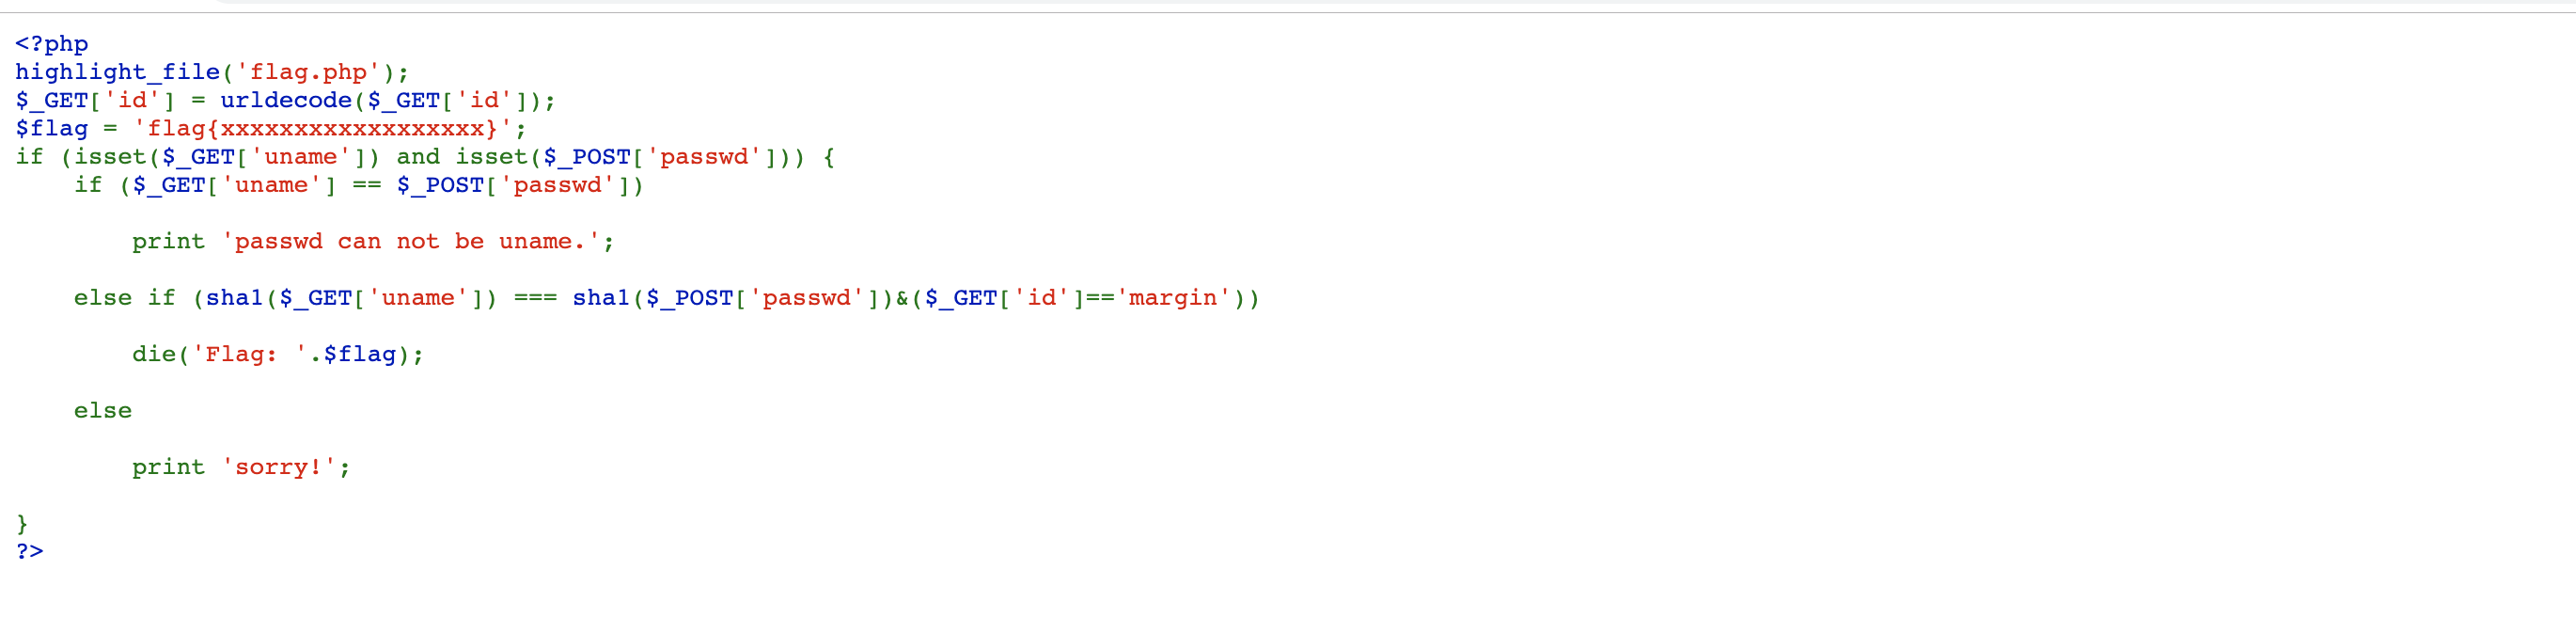 <?php
highlight_file('flag.php');
$_GET['id'] = urldecode($_GET['id']);
$flag = 'flag{xxxxxxxxxxxxxxxxxx}';
if (isset($_GET['uname']) and isset($_POST['passwd'])) {
    if ($_GET['uname'] == $_POST['passwd'])
        print 'passwd can not be uname.';
    else if (sha1($_GET['uname']) === sha1($_POST['passwd'])&($_GET['id']=='margin'))
        die('Flag: '.$flag);
    else
        print 'sorry!';
}
?>